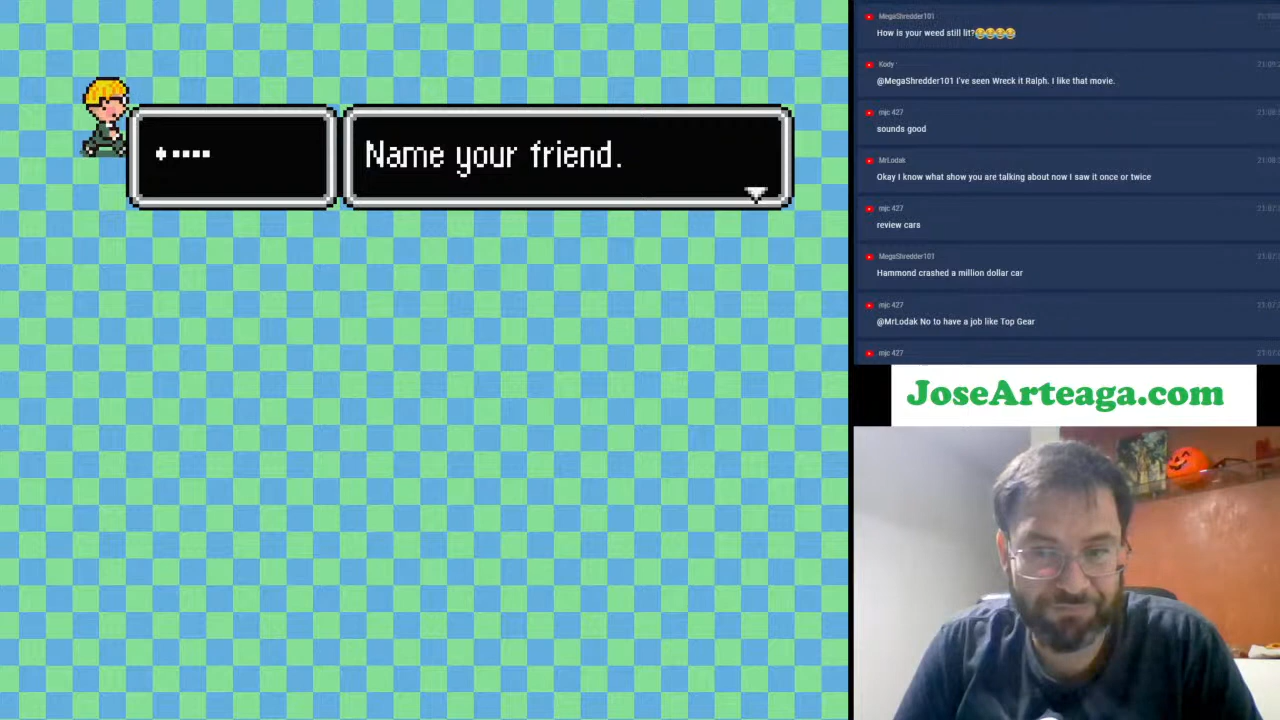 Name your friend.
MegaShredder101
How is your weed still lit?😂😂😂😂
Kody
@MegaShredder101 I've seen Wreck it Ralph. I like that movie.
mjc 427
sounds good
MrLodak
Okay I know what show you are talking about now I saw it once or twice
mjc 427
review cars
MegaShredder101
Hammond crashed a million dollar car
mjc 427
@MrLodak No to have a job like Top Gear
mjc 427
JoseArteaga.com